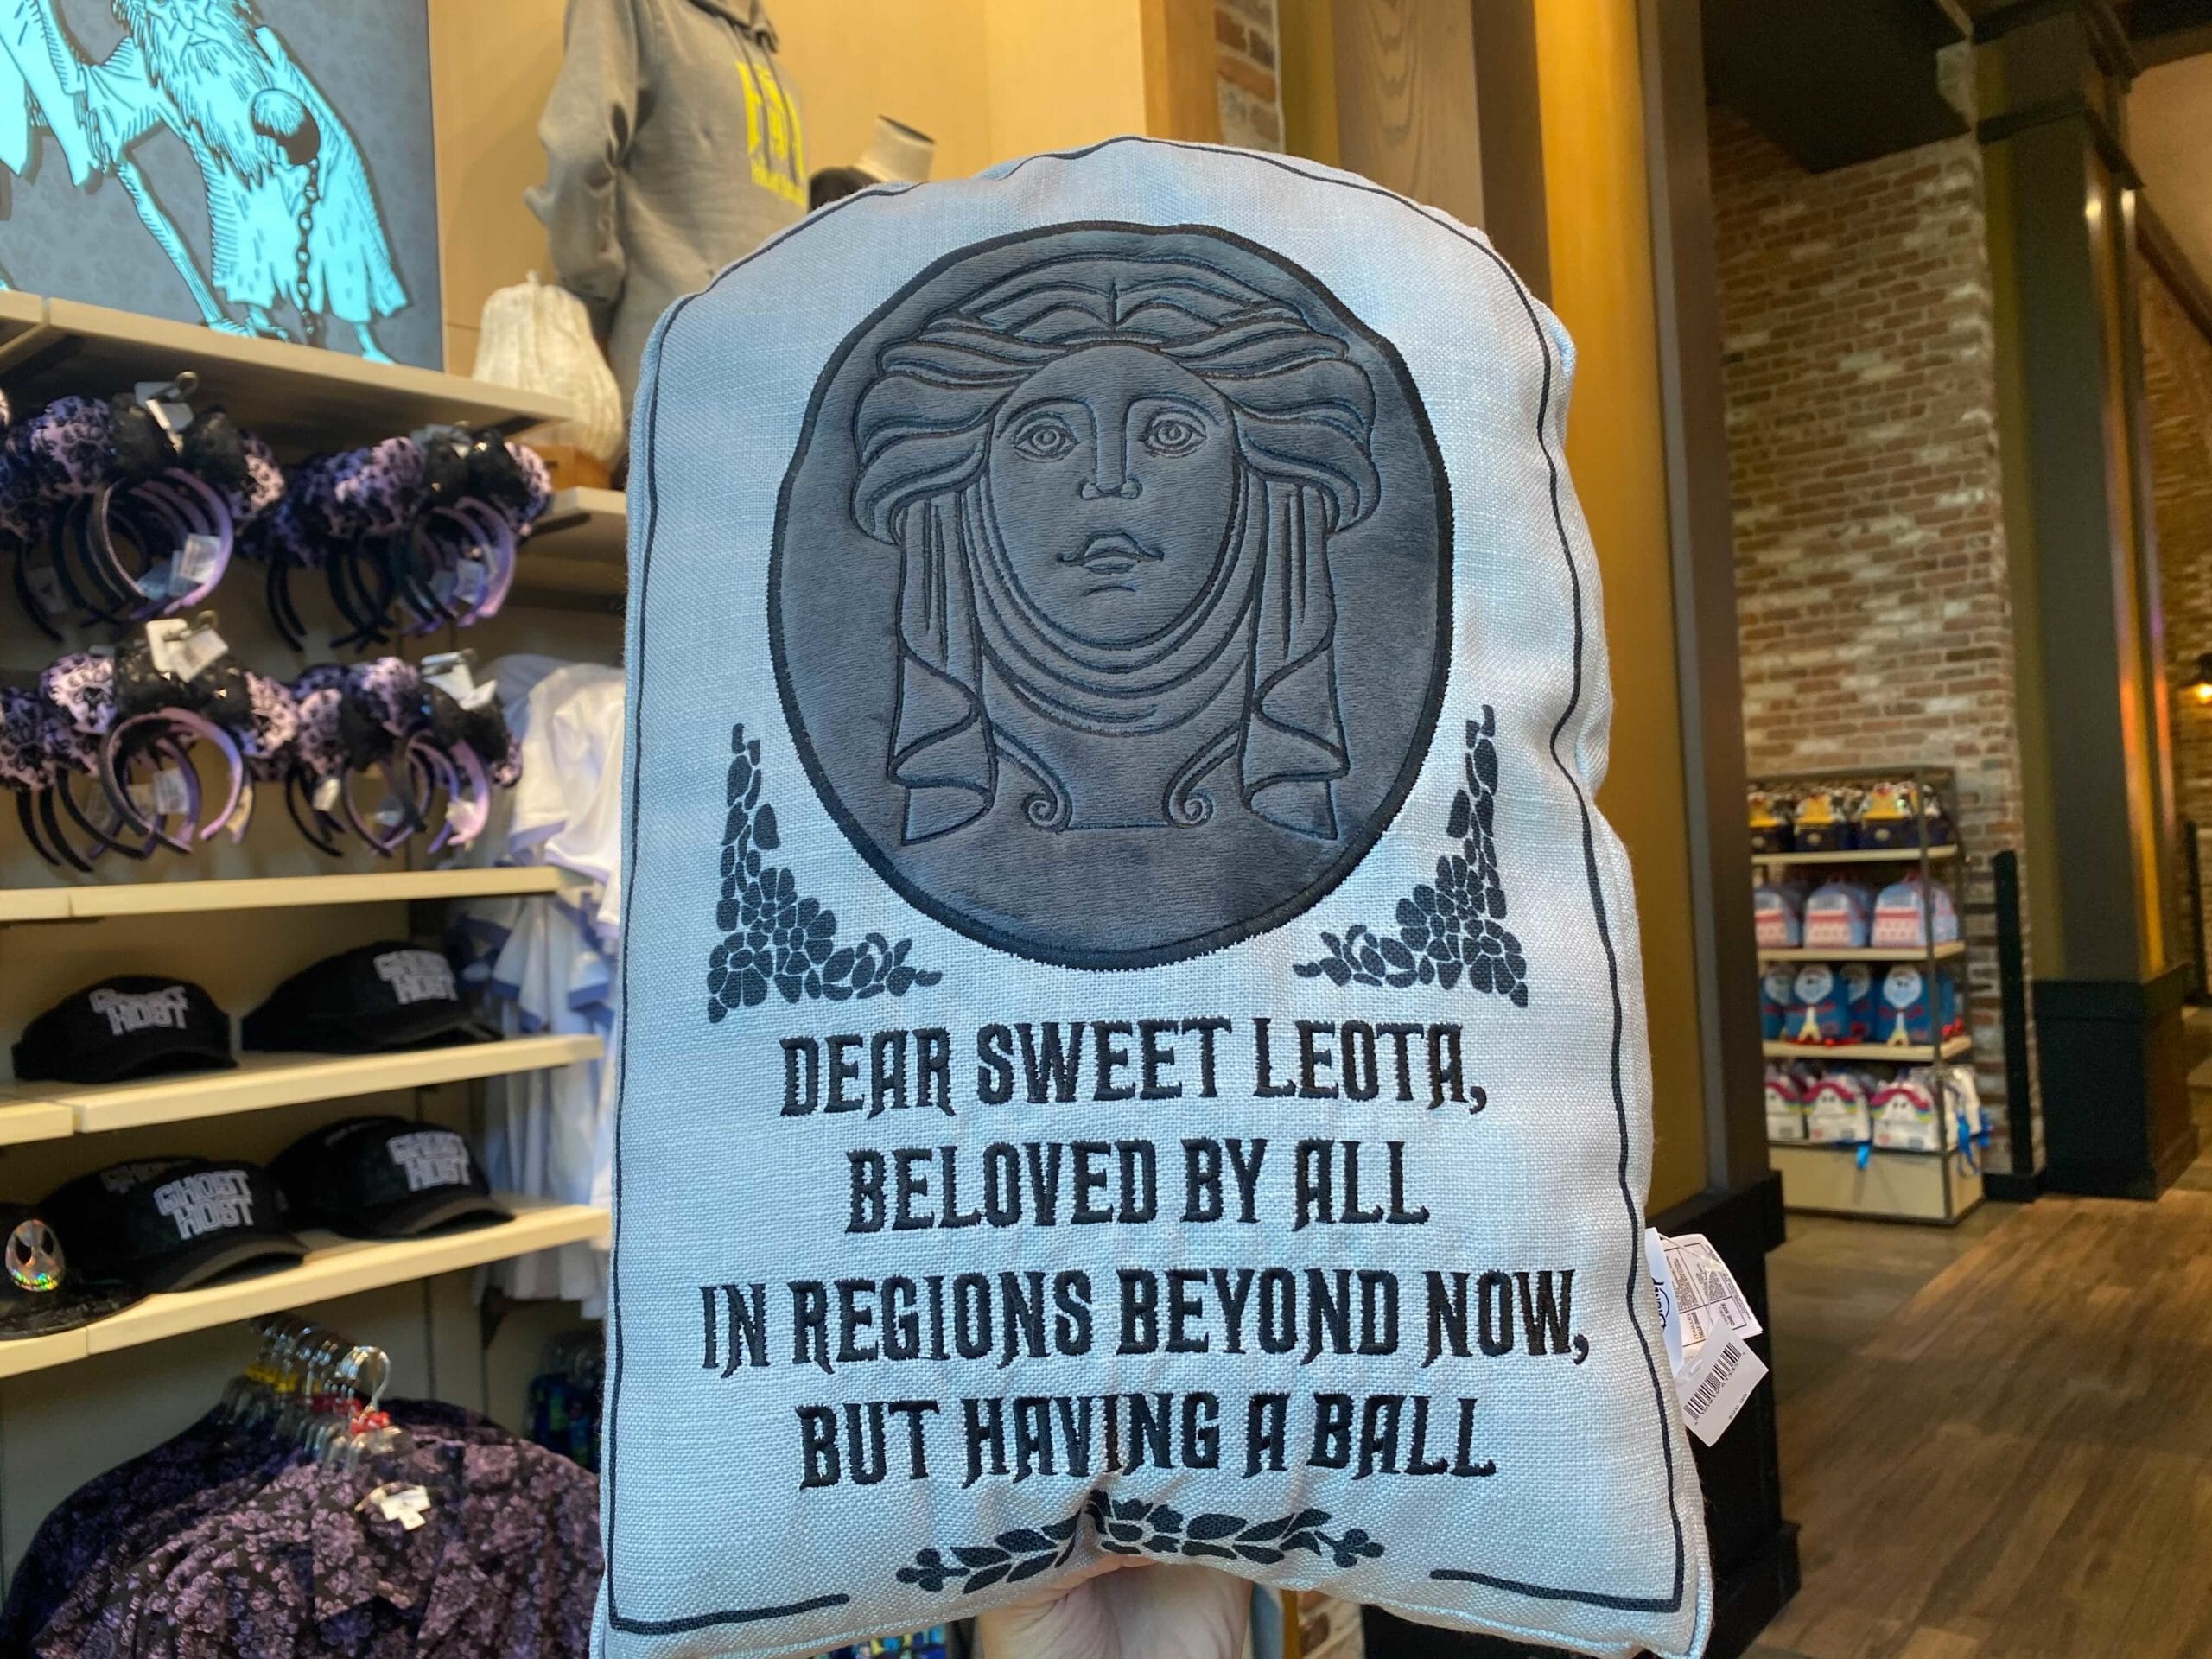 DEAR SWEET LEOTA,
BELOVED BY ALL
IN REGIONS BEYOND NOW,
BUT HAVING A BALL
GHOST
HOST
GHOST
HOST
GHOST
HOST
GHOST
HOST